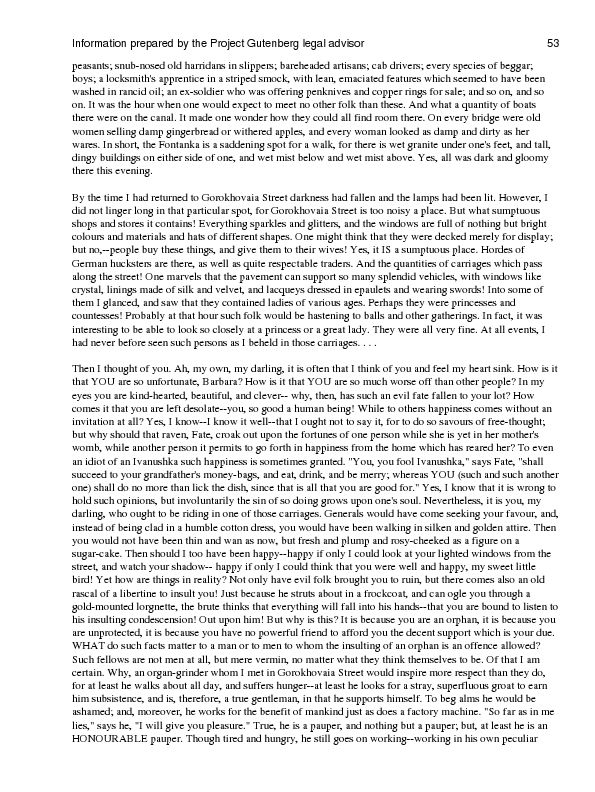 Information prepared by the Project Gutenberg legal advisor 53
peasants; snub-nosed old harridans in slippers; bareheaded artisans; cab drivers; every species of beggar;
boys; a locksmith's apprentice in a striped smock, with lean, emaciated features which seemed to have been
washed in rancid oil; an ex-soldier who was offering penknives and copper rings for sale; and so on, and so
on. It was the hour when one would expect to meet no other folk than these. And what a quantity of boats
there were on the canal. It made one wonder how they could all find room there. On every bridge were old
women selling damp gingerbread or withered apples, and every woman looked as damp and dirty as her
wares. In short, the Fontanka is a saddening spot for a walk, for there is wet granite under one's feet, and tall,
dingy buildings on either side of one, and wet mist below and wet mist above. Yes, all was dark and gloomy
there this evening.
By the time I had returned to Gorokhovaia Street darkness had fallen and the lamps had been lit. However, I
did not linger long in that particular spot, for Gorokhovaia Street is too noisy a place. But what sumptuous
shops and stores it contains! Everything sparkles and glitters, and the windows are full of nothing but bright
colours and materials and hats of different shapes. One might think that they were decked merely for display;
but no,--people buy these things, and give them to their wives! Yes, it IS a sumptuous place. Hordes of
German hucksters are there, as well as quite respectable traders. And the quantities of carriages which pass
along the street! One marvels that the pavement can support so many splendid vehicles, with windows like
crystal, linings made of silk and velvet, and lacqueys dressed in epaulets and wearing swords! Into some of
them I glanced, and saw that they contained ladies of various ages. Perhaps they were princesses and
countesses! Probably at that hour such folk would be hastening to balls and other gatherings. In fact, it was
interesting to be able to look so closely at a princess or a great lady. They were all very fine. At all events, I
had never before seen such persons as I beheld in those carriages. . . .
Then I thought of you. Ah, my own, my darling, it is often that I think of you and feel my heart sink. How is it
that YOU are so unfortunate, Barbara? How is it that YOU are so much worse off than other people? In my
eyes you are kind-hearted, beautiful, and clever-- why, then, has such an evil fate fallen to your lot? How
comes it that you are left desolate--you, so good a human being! While to others happiness comes without an
invitation at all? Yes, I know--I know it well--that I ought not to say it, for to do so savours of free-thought;
but why should that raven, Fate, croak out upon the fortunes of one person while she is yet in her mother's
womb, while another person it permits to go forth in happiness from the home which has reared her? To even
an idiot of an Ivanushka such happiness is sometimes granted. "You, you fool Ivanushka," says Fate, "shall
succeed to your grandfather's money-bags, and eat, drink, and be merry; whereas YOU (such and such another
one) shall do no more than lick the dish, since that is all that you are good for." Yes, I know that it is wrong to
hold such opinions, but involuntarily the sin of so doing grows upon one's soul. Nevertheless, it is you, my
darling, who ought to be riding in one of those carriages. Generals would have come seeking your favour, and,
instead of being clad in a humble cotton dress, you would have been walking in silken and golden attire. Then
you would not have been thin and wan as now, but fresh and plump and rosy-cheeked as a figure on a
sugar-cake. Then should I too have been happy--happy if only I could look at your lighted windows from the
street, and watch your shadow-- happy if only I could think that you were well and happy, my sweet little
bird! Yet how are things in reality? Not only have evil folk brought you to ruin, but there comes also an old
rascal of a libertine to insult you! Just because he struts about in a frockcoat, and can ogle you through a
gold-mounted lorgnette, the brute thinks that everything will fall into his hands--that you are bound to listen to
his insulting condescension! Out upon him! But why is this? It is because you are an orphan, it is because you
are unprotected, it is because you have no powerful friend to afford you the decent support which is your due.
WHAT do such facts matter to a man or to men to whom the insulting of an orphan is an offence allowed?
Such fellows are not men at all, but mere vermin, no matter what they think themselves to be. Of that I am
certain. Why, an organ-grinder whom I met in Gorokhovaia Street would inspire more respect than they do,
for at least he walks about all day, and suffers hunger--at least he looks for a stray, superfluous groat to earn
him subsistence, and is, therefore, a true gentleman, in that he supports himself. To beg alms he would be
ashamed; and, moreover, he works for the benefit of mankind just as does a factory machine. "So far as in me
lies," says he, "I will give you pleasure." True, he is a pauper, and nothing but a pauper; but, at least he is an
HONOURABLE pauper. Though tired and hungry, he still goes on working--working in his own peculiar